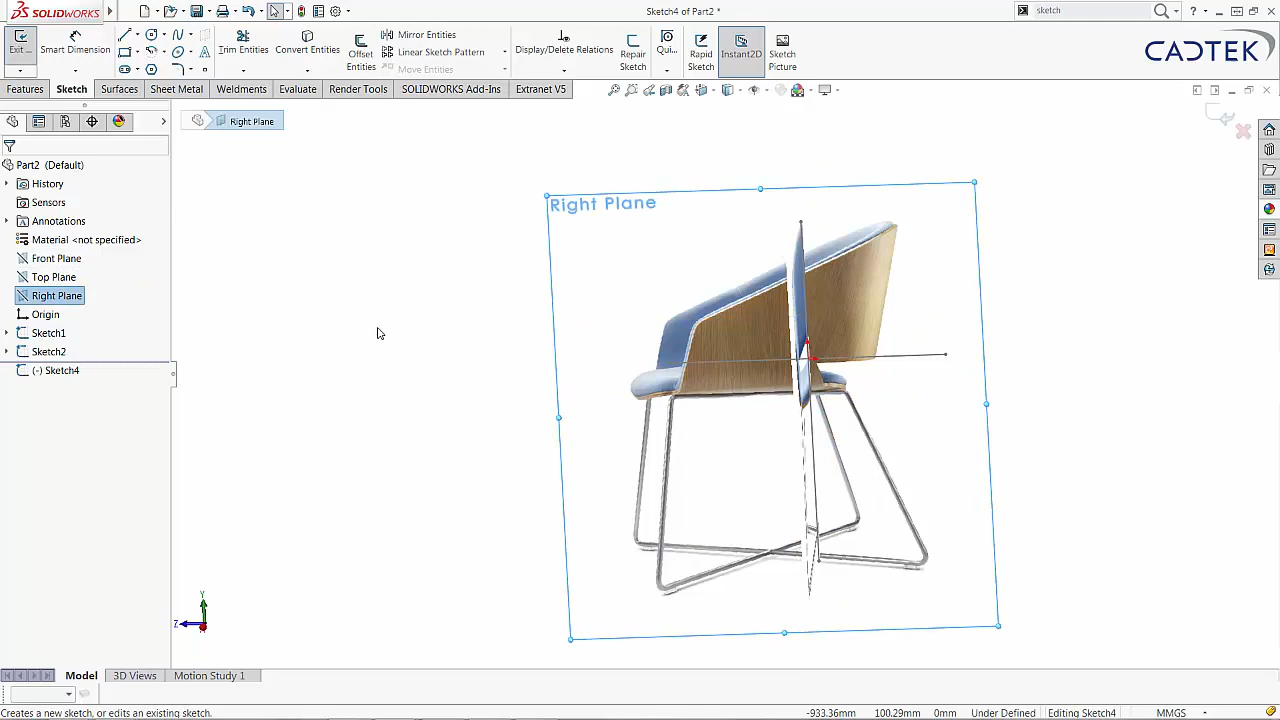 SOLIDWORKS
Sketch4 of Part2 *
sketch
Exit...
Smart Dimension
Trim Entities
Convert Entities
Offset Entities
Mirror Entities
Linear Sketch Pattern
Move Entities
Display/Delete Relations
Repair Sketch
Qui...
Rapid Sketch
Instant2D
Sketch Picture
CADTEK
Features
Sketch
Surfaces
Sheet Metal
Weldments
Evaluate
Render Tools
SOLIDWORKS Add-Ins
Extranet V5
Right Plane
Part2 (Default)
History
Sensors
Annotations
Material <not specified>
Front Plane
Top Plane
Right Plane
Origin
Sketch1
Sketch2
(-) Sketch4
Right Plane
Y
Z
Model
3D Views
Motion Study 1
Creates a new sketch, or edits an existing sketch.
-933.36mm
100.29mm
0mm
Under Defined
Editing Sketch4
MMGS